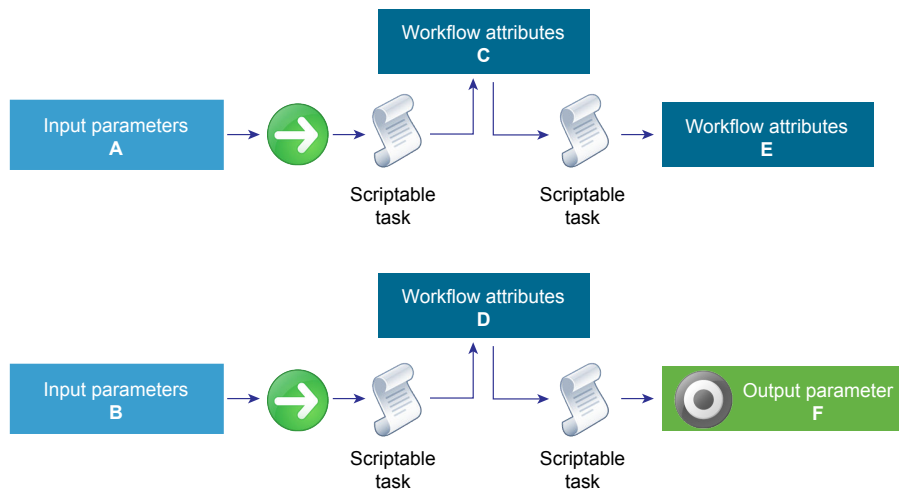 Workflow attributes
C
Input parameters
A
Workflow attributes
E
Scriptable
task
Scriptable
task
Workflow attributes
D
Input parameters
B
Output parameter
F
Scriptable
task
Scriptable
task